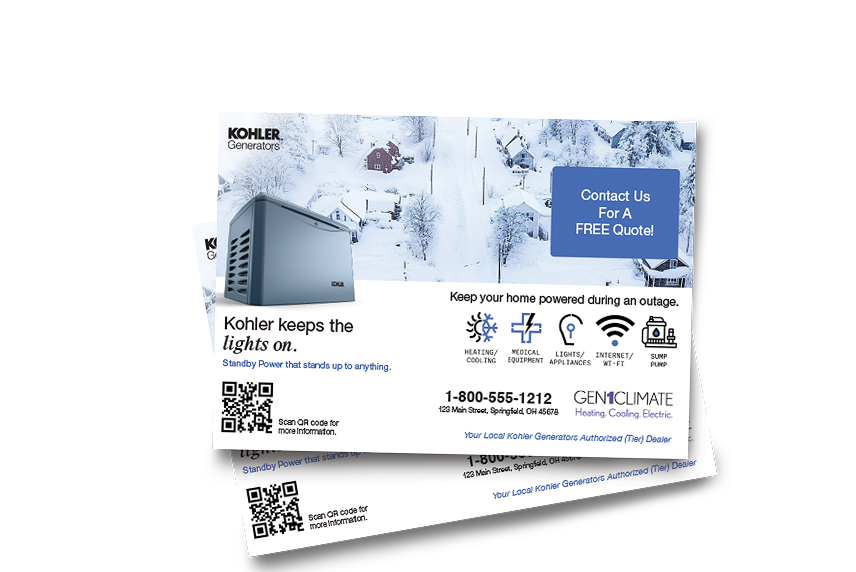 KOHLER
Generators
Contact Us
For A
FREE Quote!
KOHLER
Keep your home powered during an outage.
Kohler keeps the
lights on.
Standby Power that stands up to anything.
HEATING/
COOLING
MEDICAL
EQUIPMENT
LIGHTS/
APPLIANCES
INTERNET/
WI-FI
SUMP
PUMP
Scan QR code for
more information.
1-800-555-1212
123 Main Street, Springfield, OH 45678
GEN1CLIMATE
Heating. Cooling. Electric.
Your Local Kohler Generators Authorized (Tier) Dealer
lights on.
Standby Power that stands up
1-800-
123 Main Street, Springfield, OH 45678
Your Local Kohler Generators Authorized (Tier) Dealer
Scan QR code for
more information.